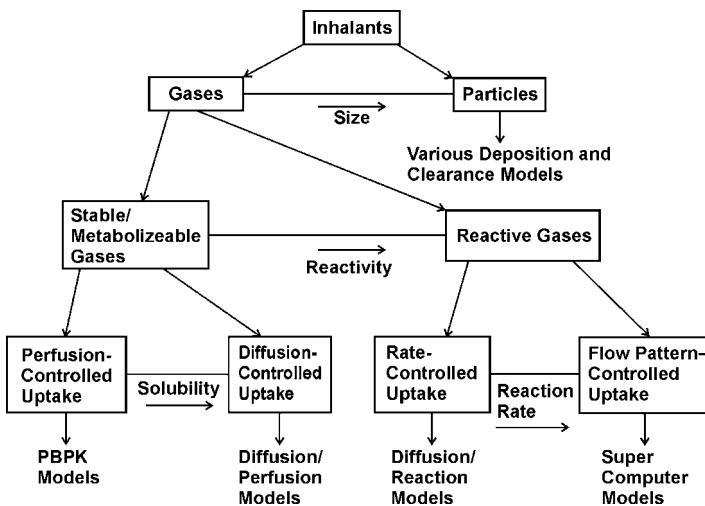 Inhalants
Gases
Particles
Size
Various Deposition and
Clearance Models
Stable/
Metabolizeable
Gases
Reactive Gases
Reactivity
Perfusion-
Controlled
Uptake
Solubility
Diffusion-
Controlled
Uptake
Rate-
Controlled
Uptake
Reaction
Rate
Flow Pattern–
Controlled
Uptake
PBPK
Models
Diffusion/
Perfusion
Models
Diffusion/
Reaction
Models
Super
Computer
Models